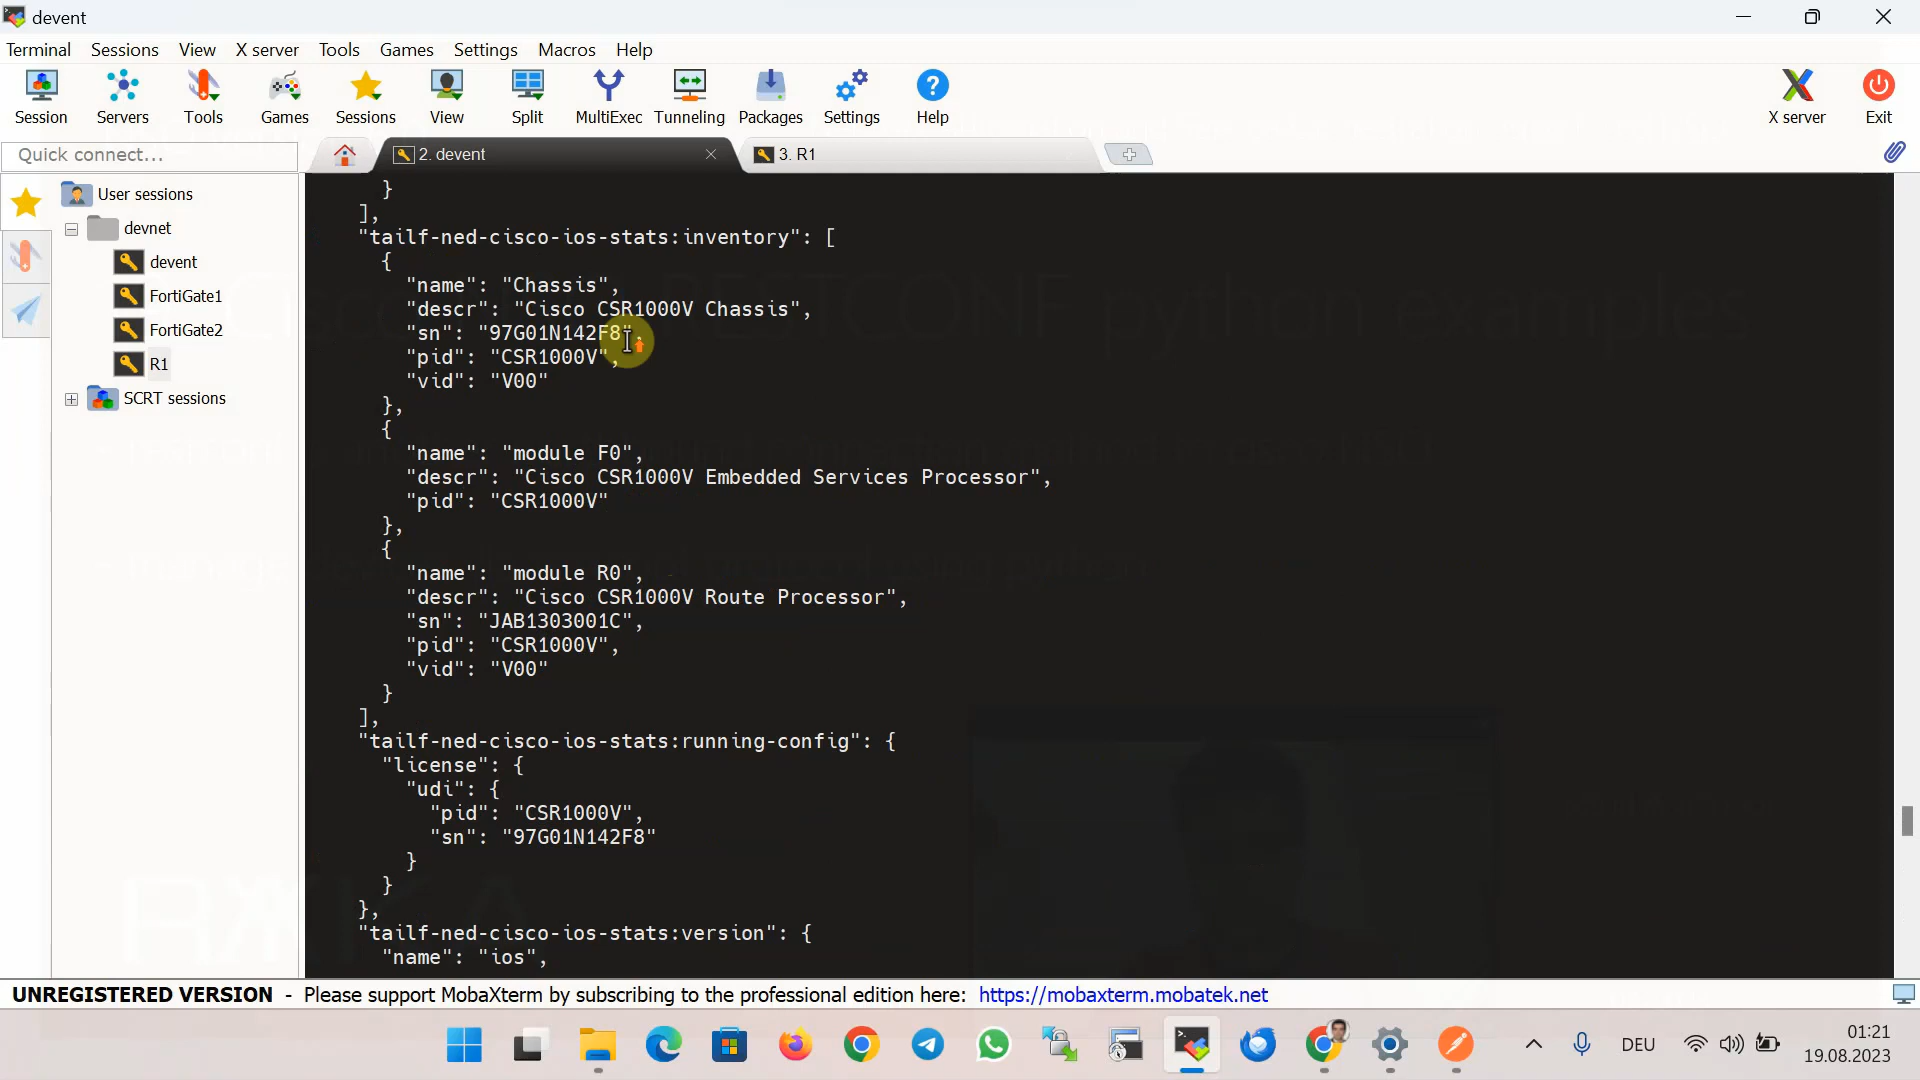 devent
Terminal Sessions View X server Tools Games Settings Macros Help
Session Servers Tools Games Sessions View Split MultiExec Tunneling Packages Settings Help X server Exit
Quick connect...
2. devent
3. R1
User sessions
devnet
devent
FortiGate1
FortiGate2
R1
SCRT sessions
}
],
"tailf-ned-cisco-ios-stats:inventory": [
{
"name": "Chassis",
"descr": "Cisco CSR1000V Chassis",
"sn": "97G01N142F8",
"pid": "CSR1000V",
"vid": "V00"
},
{
"name": "module F0",
"descr": "Cisco CSR1000V Embedded Services Processor",
"pid": "CSR1000V"
},
{
"name": "module R0",
"descr": "Cisco CSR1000V Route Processor",
"sn": "JAB1303001C",
"pid": "CSR1000V",
"vid": "V00"
}
],
"tailf-ned-cisco-ios-stats:running-config": {
"license": {
"udi": {
"pid": "CSR1000V",
"sn": "97G01N142F8"
}
}
},
"tailf-ned-cisco-ios-stats:version": {
"name": "ios",
UNREGISTERED VERSION - Please support MobaXterm by subscribing to the professional edition here: https://mobaxterm.mobatek.net
DEU
01:21
19.08.2023